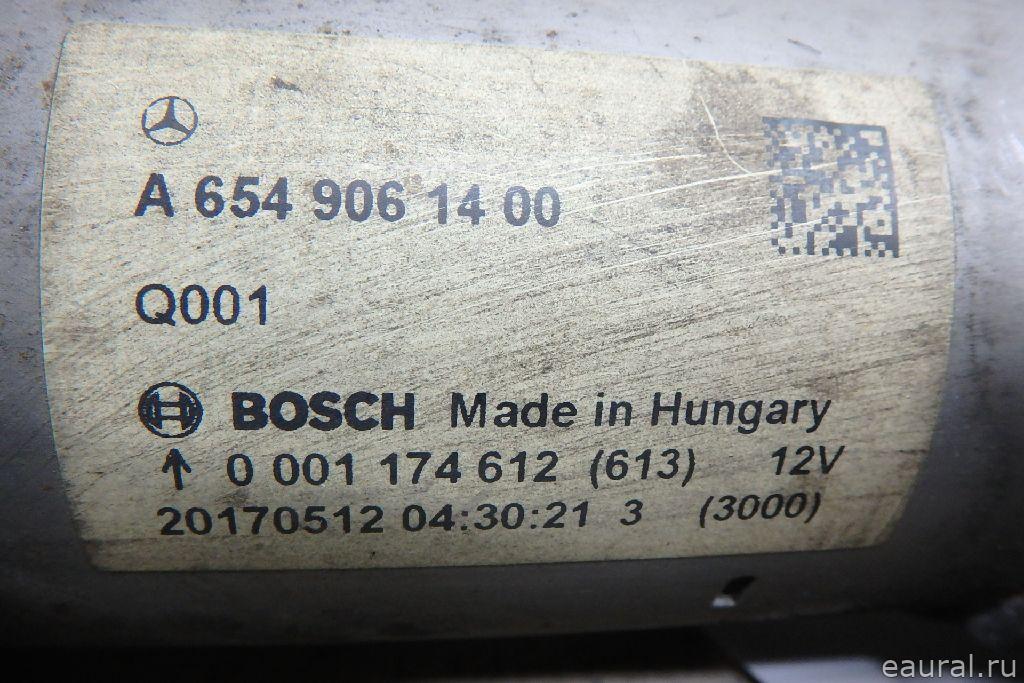 A 654 906 14 00
Q001
BOSCH Made in Hungary
↑ 0 001 174 612 (613) 12V
20170512 04:30:21 3 (3000)
eaural.ru